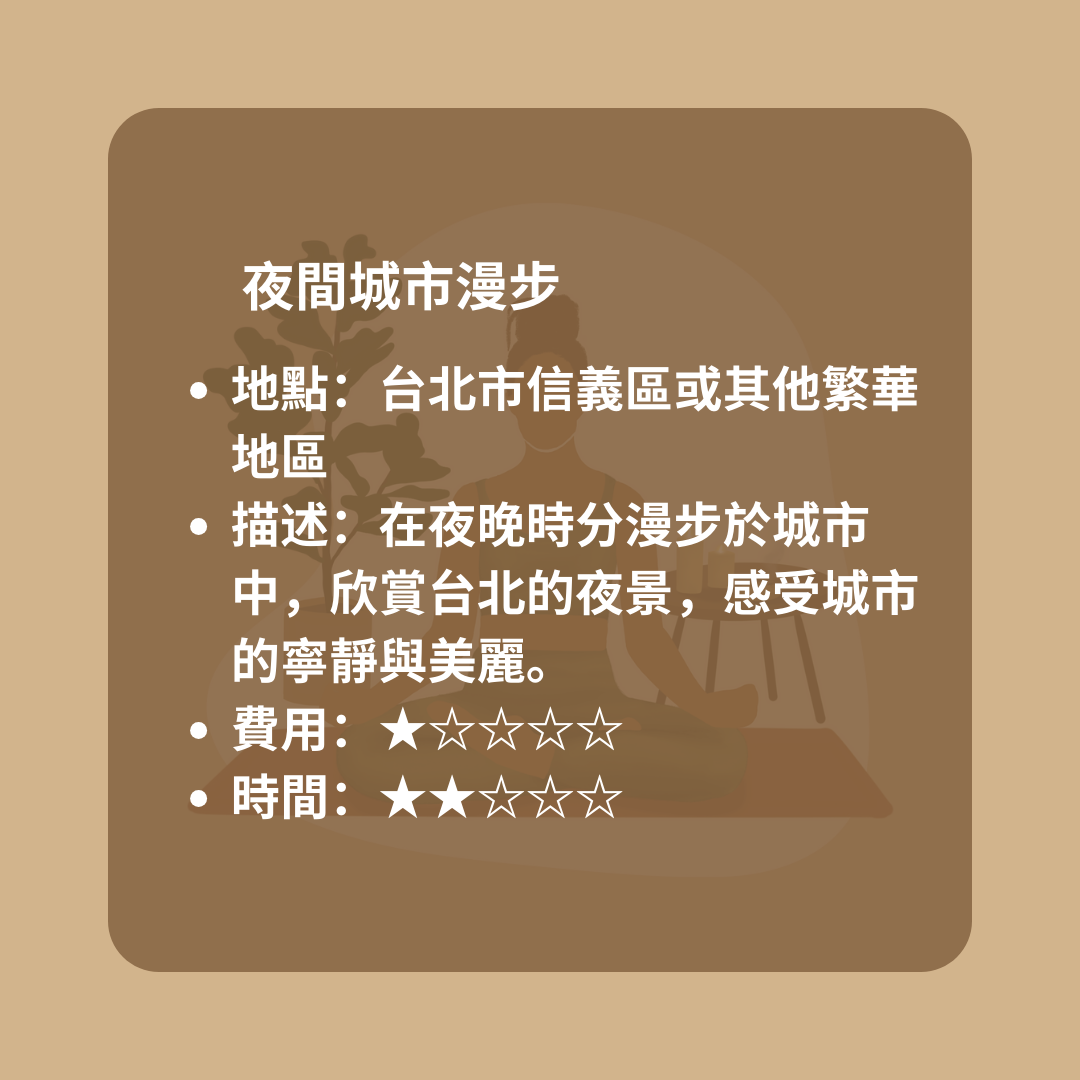 夜間城市漫步
• 地點：台北市信義區或其他繁華
地區
• 描述：在夜晚時分漫步於城市
中，欣賞台北的夜景，感受城市
的寧靜與美麗。
• 費用：★☆☆☆☆
• 時間：★★☆☆☆